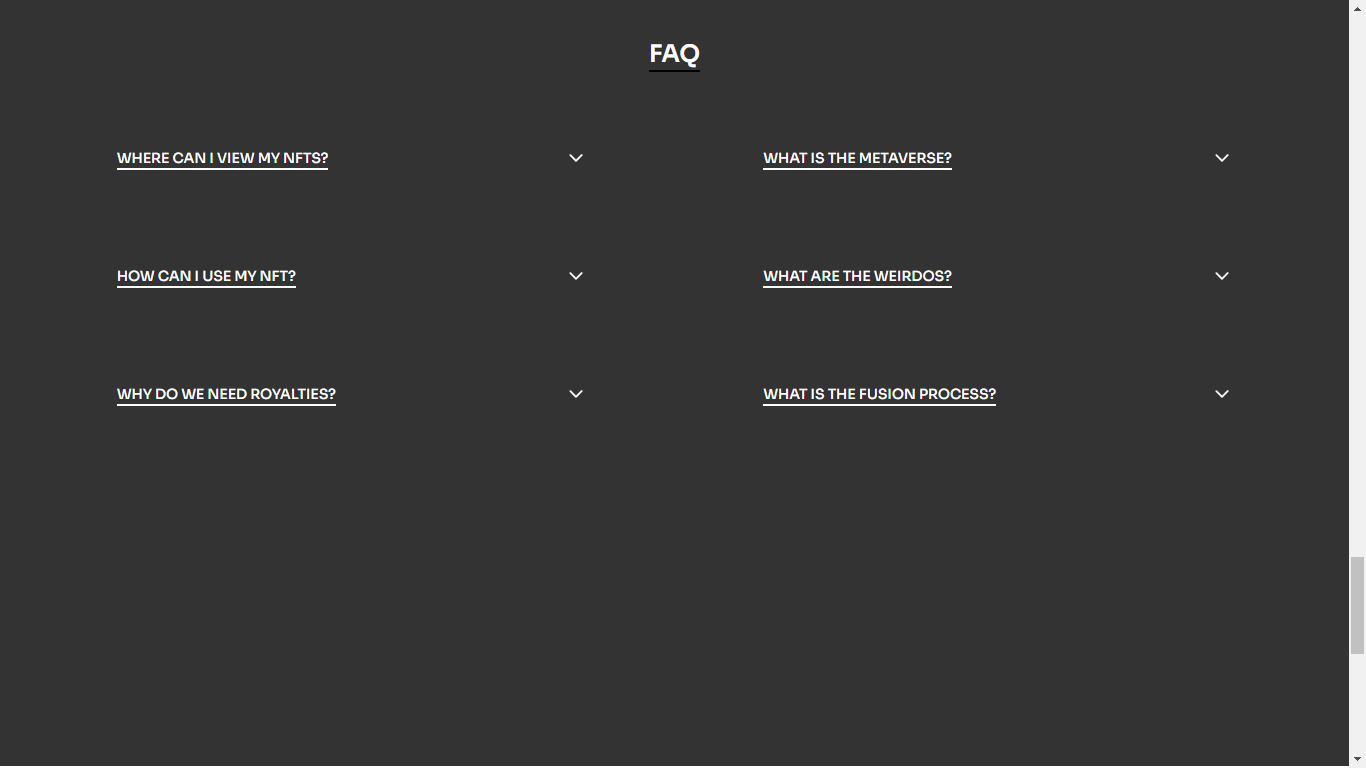 FAQ
WHERE CAN I VIEW MY NFTS?
WHAT IS THE METAVERSE?
HOW CAN I USE MY NFT?
WHAT ARE THE WEIRDOS?
WHY DO WE NEED ROYALTIES?
WHAT IS THE FUSION PROCESS?